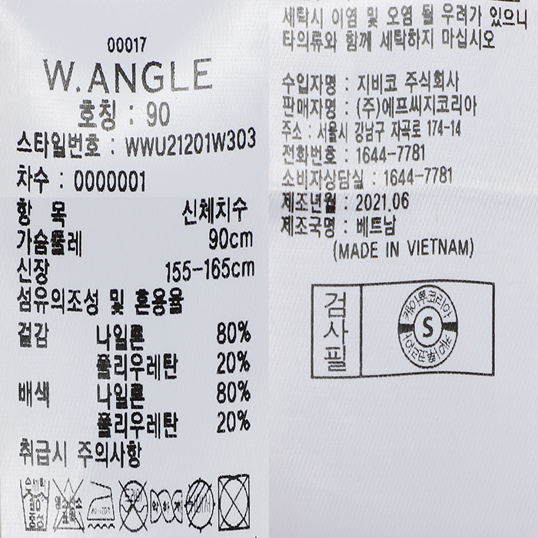 00017
W.ANGLE
호칭 : 90
스타일번호 : WWU21201W303
차수 : 0000001
항 목 신체치수
가슴둘레 90cm
신장 155-165cm
섬유의조성 및 혼용율
겉감 나일론 80%
폴리우레탄 20%
배색 나일론 80%
폴리우레탄 20%
취급시 주의사항
세탁시 이염 및 오염 될 우려가 있으니
타의류와 함께 세탁하지 마십시오
수입자명 : 지비코 주식회사
판매자명 : (주)에프씨지코리아
주소 : 서울시 강남구 자곡로 174-14
전화번호 : 1644-7781
소비자상담실 : 1644-7781
제조년월 : 2021.06
제조국명 : 베트남
(MADE IN VIETNAM)
검사필
S